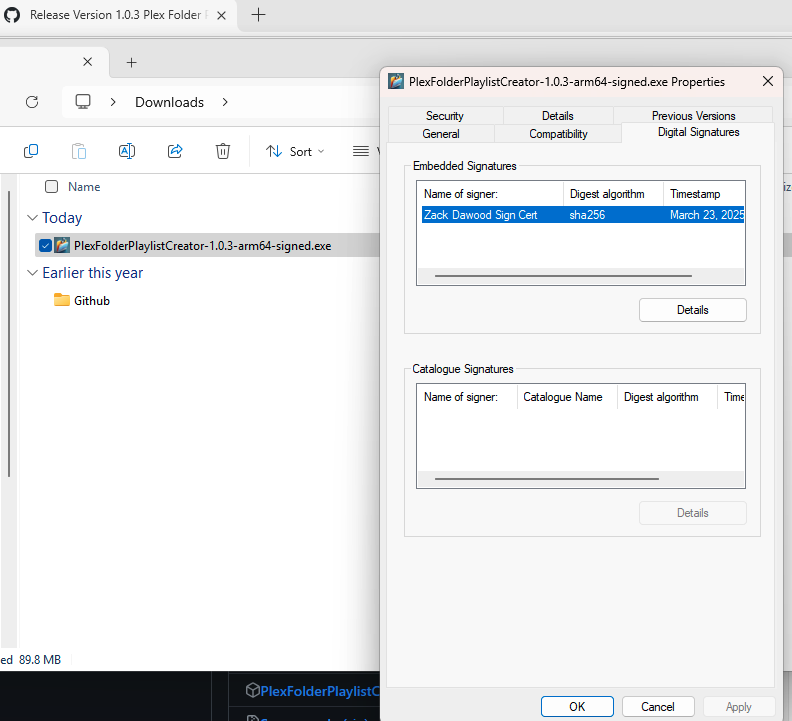 Release Version 1.0.3 Plex Folder
Downloads
Sort
Name
Today
PlexFolderPlaylistCreator-1.0.3-arm64-signed.exe
Earlier this year
Github
89.8 MB
PlexFolderPlaylistC
PlexFolderPlaylistCreator-1.0.3-arm64-signed.exe Properties
Security Details Previous Versions
General Compatibility Digital Signatures
Embedded Signatures
Name of signer: Digest algorithm Timestamp
Zack Dawood Sign Cert sha256 March 23, 2025
Details
Catalogue Signatures
Name of signer: Catalogue Name Digest algorithm Time
Details
OK Cancel Apply